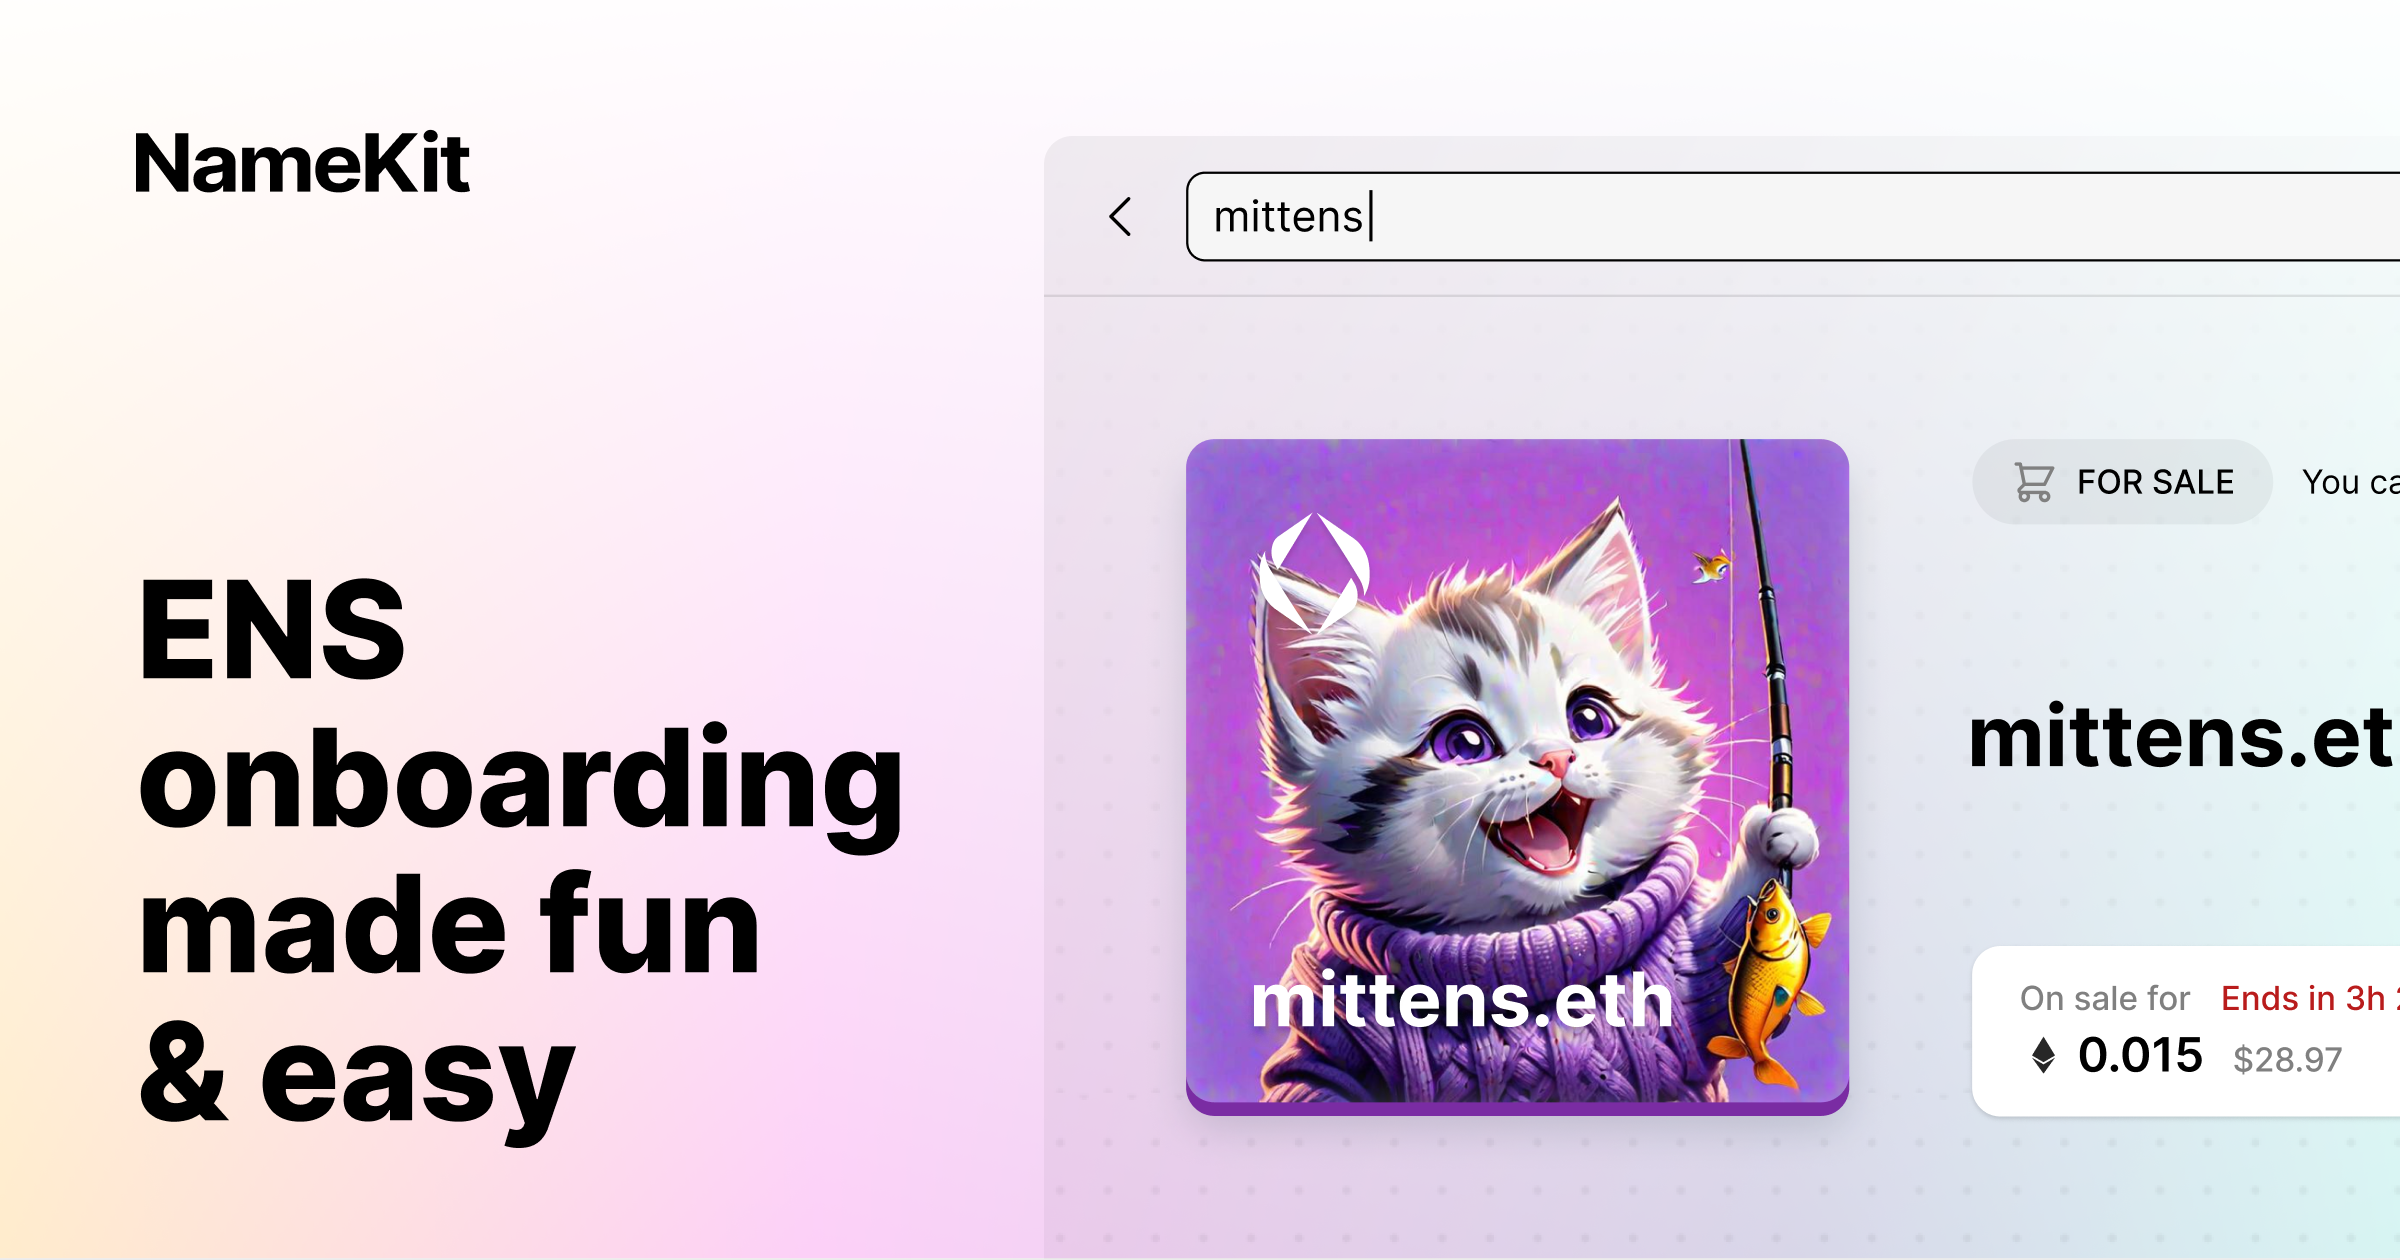 NameKit
mittens
FOR SALE You ca
ENS
onboarding
made fun
& easy
mittens.eth
mittens.et
On sale for Ends in 3h
0.015 $28.97